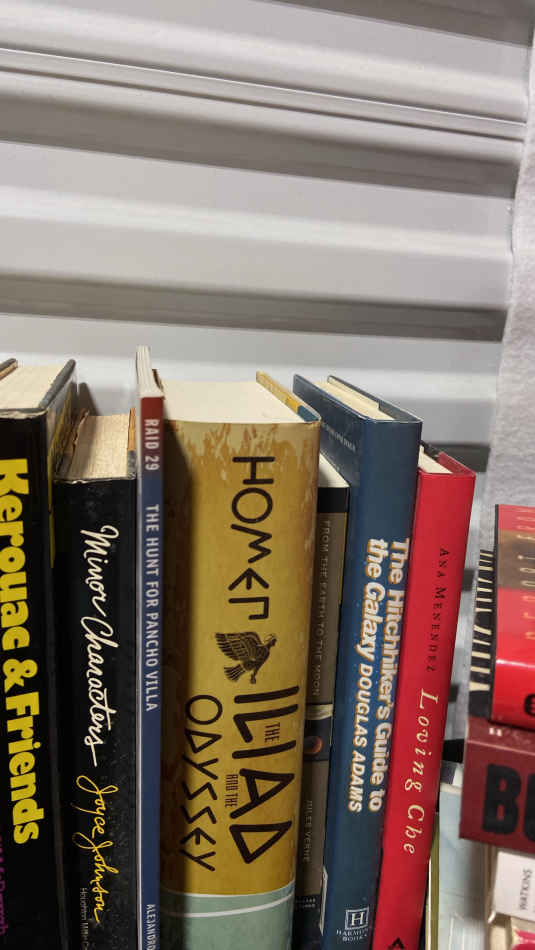 Kerouac & Friends
Minor Characters
Joyce Johnson
RAID 29
THE HUNT FOR PANCHO VILLA
HOMER
THE
ILIAD
AND THE
ODYSSEY
FROM THE EARTH TO THE MOON
JULES VERNE
The Hitchhiker's Guide to
the Galaxy DOUGLAS ADAMS
H
ANA MENENDEZ
Loving Che
WATKINS